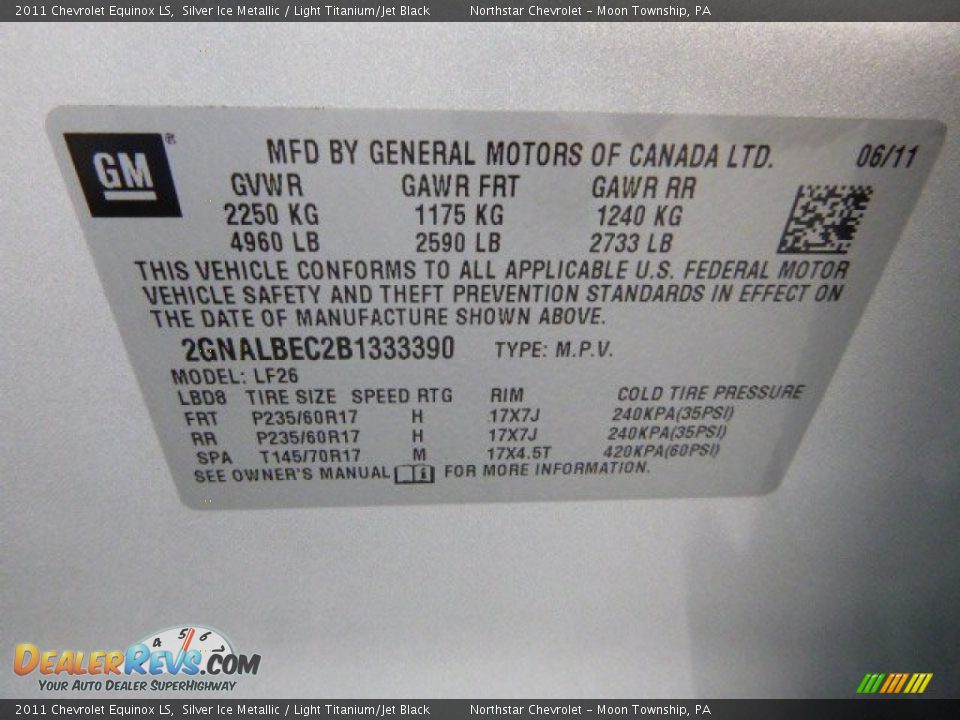 2011 Chevrolet Equinox LS, Silver Ice Metallic / Light Titanium/Jet Black Northstar Chevrolet – Moon Township, PA
GM ®
MFD BY GENERAL MOTORS OF CANADA LTD. 06/11
GVWR GAWR FRT GAWR RR
2250 KG 1175 KG 1240 KG
4960 LB 2590 LB 2733 LB
THIS VEHICLE CONFORMS TO ALL APPLICABLE U.S. FEDERAL MOTOR
VEHICLE SAFETY AND THEFT PREVENTION STANDARDS IN EFFECT ON
THE DATE OF MANUFACTURE SHOWN ABOVE.
2GNALBEC2B1333390 TYPE: M.P.V.
MODEL: LF26
LBD8 TIRE SIZE SPEED RTG RIM COLD TIRE PRESSURE
FRT P235/60R17 H 17X7J 240KPA(35PSI)
RR P235/60R17 H 17X7J 240KPA(35PSI)
SPA T145/70R17 M 17X4.5T 420KPA(60PSI)
SEE OWNER'S MANUAL FOR MORE INFORMATION.
4 5 6 7
DEALERREVS.COM
YOUR AUTO DEALER SUPERHIGHWAY
2011 Chevrolet Equinox LS, Silver Ice Metallic / Light Titanium/Jet Black Northstar Chevrolet – Moon Township, PA